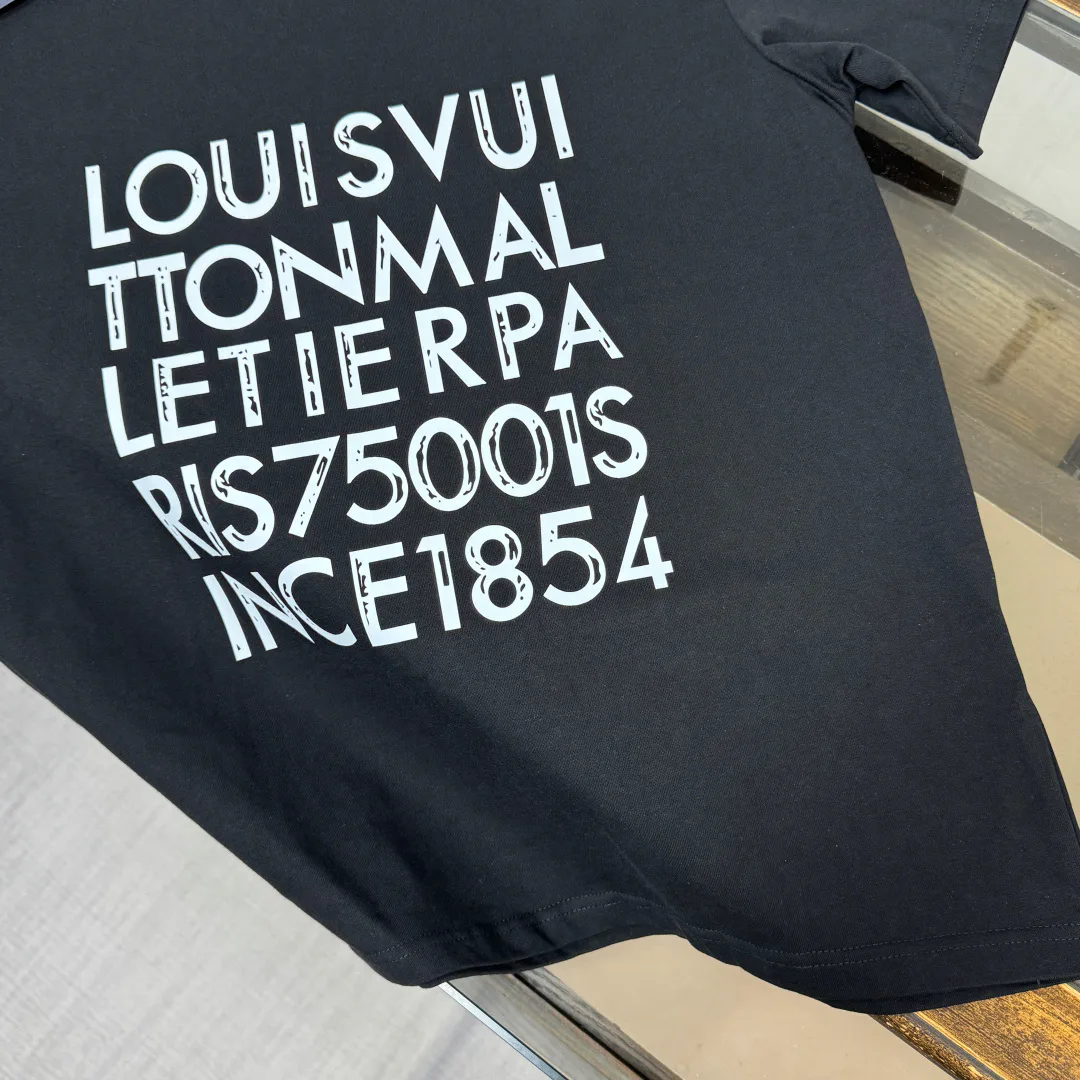 LOUISVUI
TTONMAL
LETIERPA
RIS75001S
INCE1854